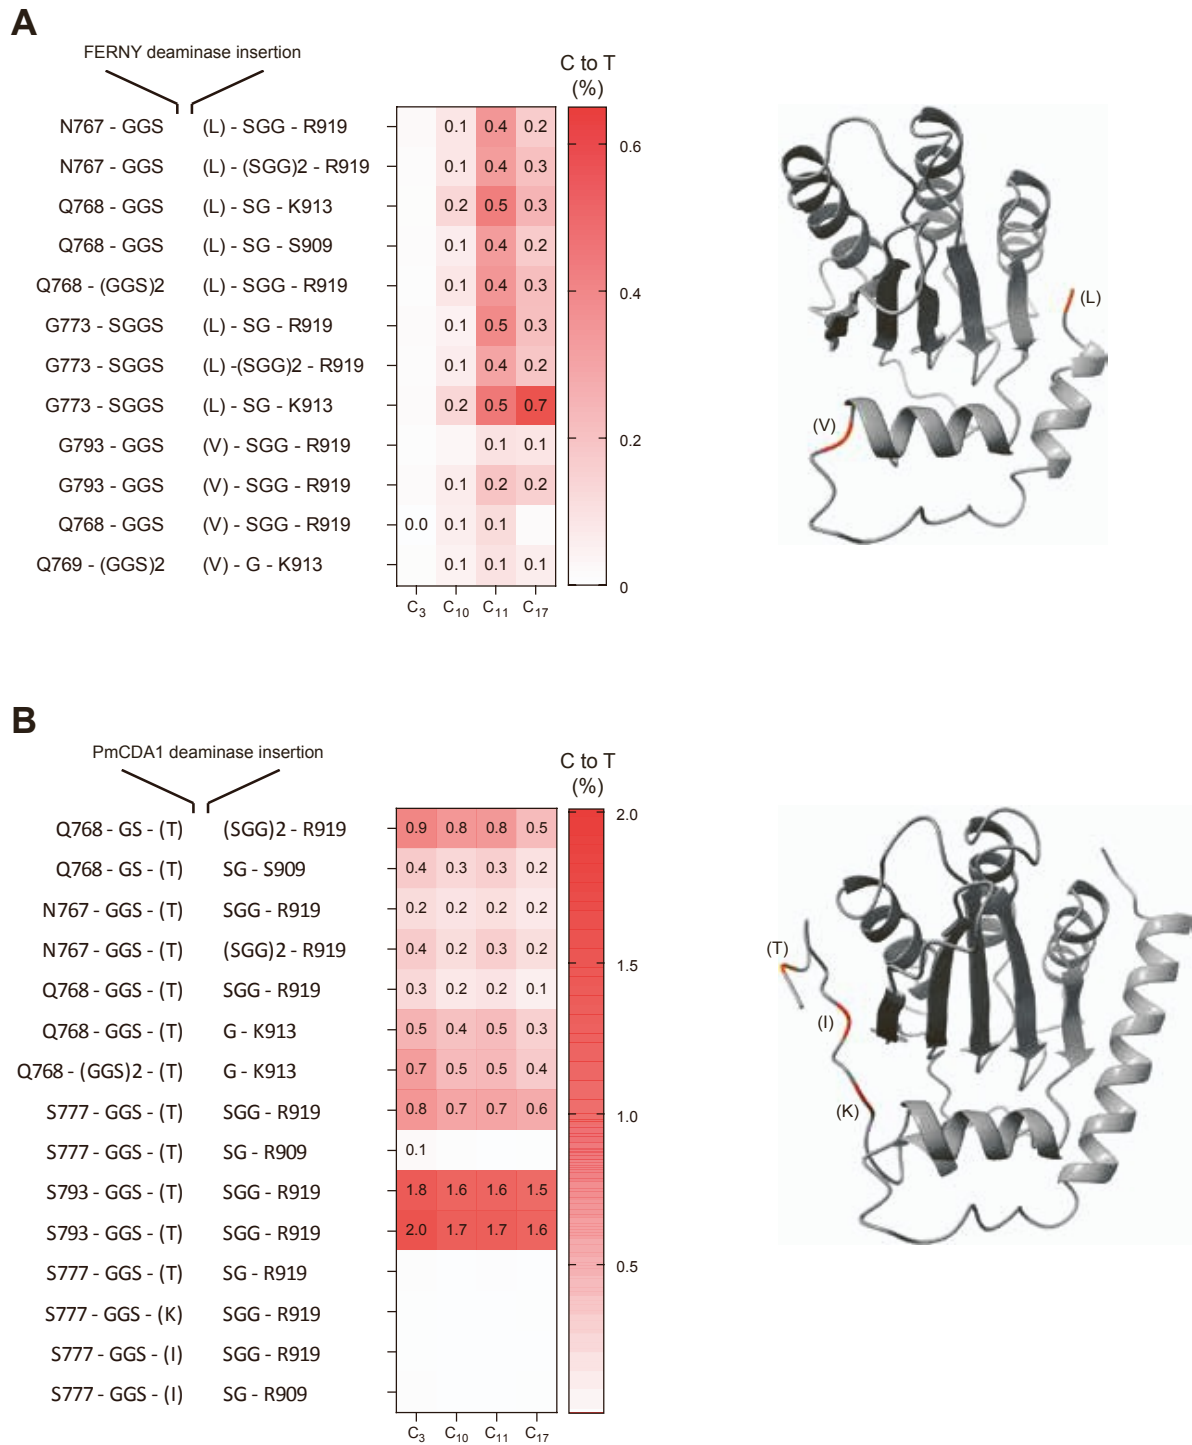 A
FERNY deaminase insertion
C to T
(%)
N767 - GGS (L) - SGG - R919 0.1 0.4 0.2
N767 - GGS (L) - (SGG)2 - R919 0.1 0.4 0.3
Q768 - GGS (L) - SG - K913 0.2 0.5 0.3
Q768 - GGS (L) - SG - S909 0.1 0.4 0.2
Q768 - (GGS)2 (L) - SGG - R919 0.1 0.4 0.3
G773 - SGGS (L) - SG - R919 0.1 0.5 0.3
G773 - SGGS (L) -(SGG)2 - R919 0.1 0.4 0.2
G773 - SGGS (L) - SG - K913 0.2 0.5 0.7
G793 - GGS (V) - SGG - R919 0.1 0.1
G793 - GGS (V) - SGG - R919 0.1 0.2 0.2
Q768 - GGS (V) - SGG - R919 0.0 0.1 0.1
Q769 - (GGS)2 (V) - G - K913 0.1 0.1 0.1
C3 C10 C11 C17
0.6
0.4
0.2
0
(L)
(V)
B
PmCDA1 deaminase insertion
C to T
(%)
Q768 - GS - (T) (SGG)2 - R919 0.9 0.8 0.8 0.5
Q768 - GS - (T) SG - S909 0.4 0.3 0.3 0.2
N767 - GGS - (T) SGG - R919 0.2 0.2 0.2 0.2
N767 - GGS - (T) (SGG)2 - R919 0.4 0.2 0.3 0.2
Q768 - GGS - (T) SGG - R919 0.3 0.2 0.2 0.1
Q768 - GGS - (T) G - K913 0.5 0.4 0.5 0.3
Q768 - (GGS)2 - (T) G - K913 0.7 0.5 0.5 0.4
S777 - GGS - (T) SGG - R919 0.8 0.7 0.7 0.6
S777 - GGS - (T) SG - R909 0.1
S793 - GGS - (T) SGG - R919 1.8 1.6 1.6 1.5
S793 - GGS - (T) SGG - R919 2.0 1.7 1.7 1.6
S777 - GGS - (T) SG - R919
S777 - GGS - (K) SGG - R919
S777 - GGS - (I) SGG - R919
S777 - GGS - (I) SG - R909
C3 C10 C11 C17
2.0
1.5
1.0
0.5
(T)
(I)
(K)